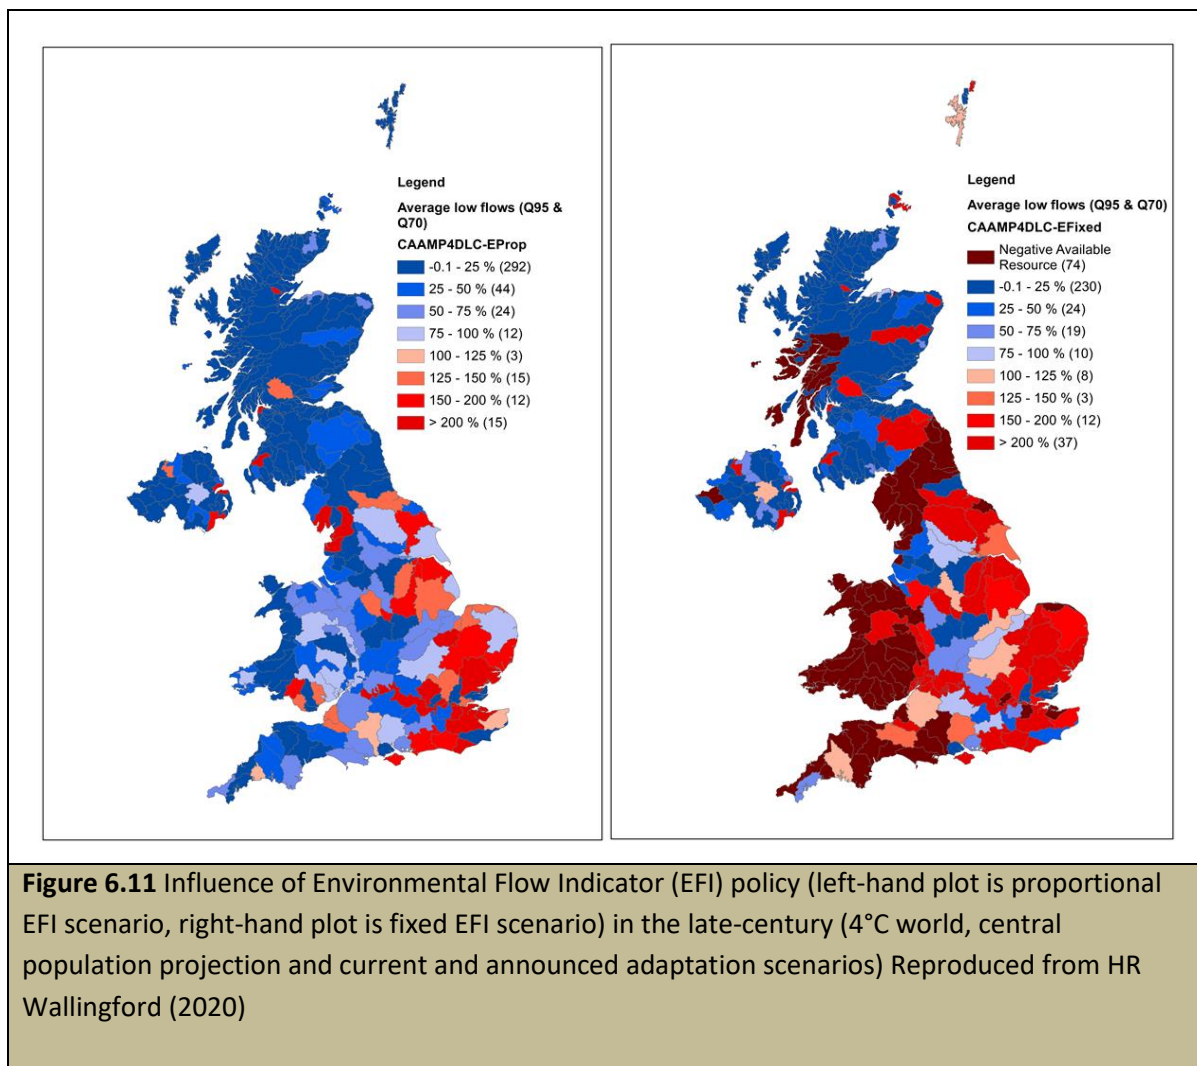 Legend
Average low flows (Q95 &
Q70)
CAAMP4DLC-EProp
-0.1 - 25 % (292)
25 - 50 % (44)
50 - 75 % (24)
75 - 100 % (12)
100 - 125 % (3)
125 - 150 % (15)
150 - 200 % (12)
> 200 % (15)
Legend
Average low flows (Q95 & Q70)
CAAMP4DLC-EFixed
Negative Available
Resource (74)
-0.1 - 25 % (230)
25 - 50 % (24)
50 - 75 % (19)
75 - 100 % (10)
100 - 125 % (8)
125 - 150 % (3)
150 - 200 % (12)
> 200 % (37)
Figure 6.11 Influence of Environmental Flow Indicator (EFI) policy (left-hand plot is proportional
EFI scenario, right-hand plot is fixed EFI scenario) in the late-century (4°C world, central
population projection and current and announced adaptation scenarios) Reproduced from HR
Wallingford (2020)